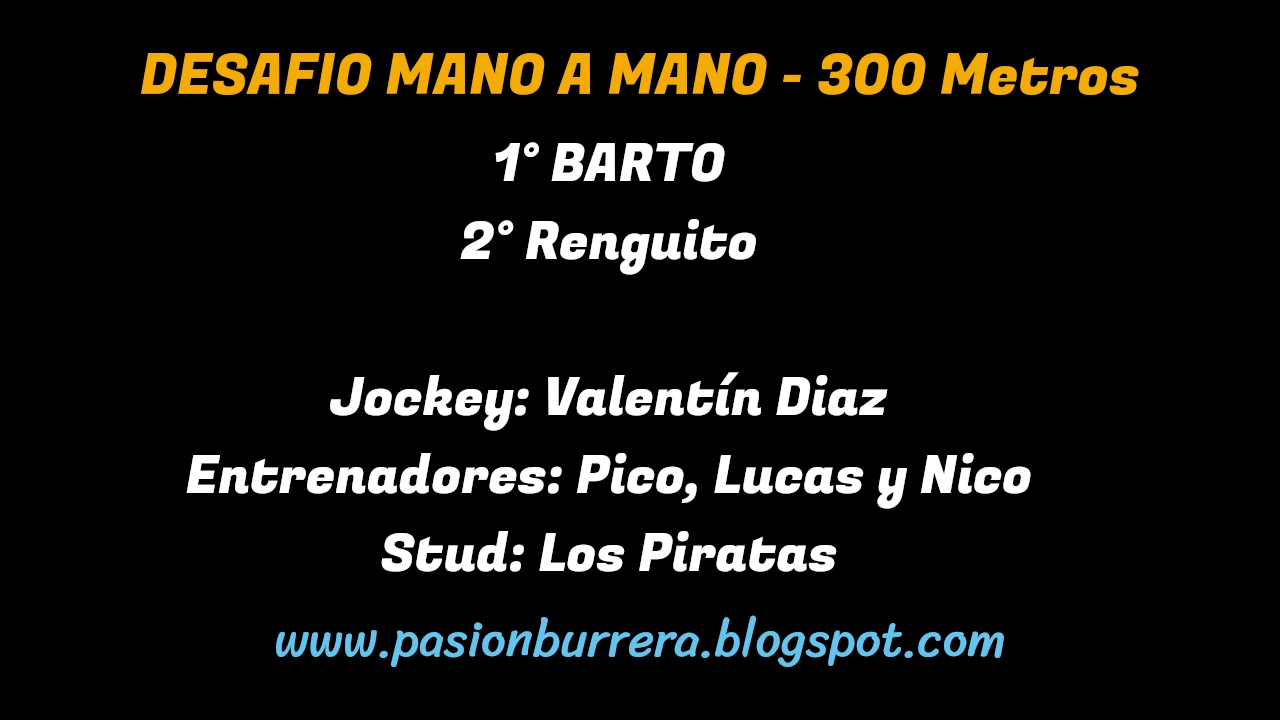 DESAFIO MANO A MANO - 300 Metros
1° BARTO
2° Renguito
Jockey: Valentín Diaz
Entrenadores: Pico, Lucas y Nico
Stud: Los Piratas
www.pasionburrera.blogspot.com